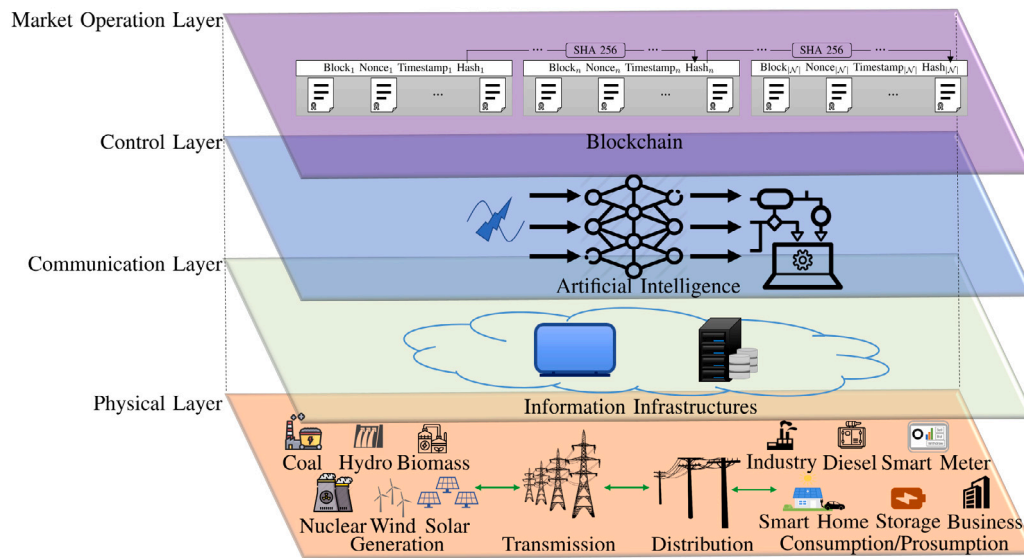 Market Operation Layer
··· SHA 256 ··· ··· SHA 256 ···
Block₁ Nonce₁ Timestamp₁ Hash₁
Blockₙ Nonceₙ Timestampₙ Hashₙ
Block|𝒩| Nonce|𝒩| Timestamp|𝒩| Hash|𝒩|
··· ··· ···
Control Layer
Blockchain
Communication Layer
Artificial Intelligence
Physical Layer
Information Infrastructures
Coal Hydro Biomass
Industry Diesel Smart Meter
Nuclear Wind Solar
Smart Home Storage Business
Generation Transmission Distribution Consumption/Prosumption